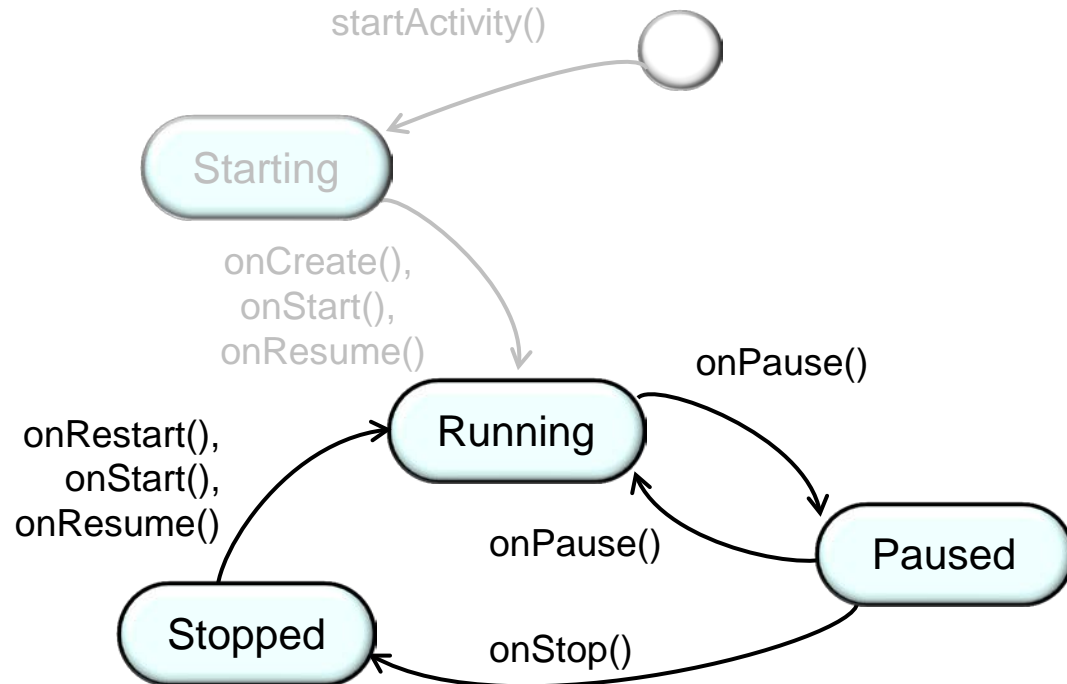 startActivity()
Starting
onCreate(),
onStart(),
onResume()
onPause()
Running
onRestart(),
onStart(),
onResume()
onPause()
Paused
Stopped
onStop()